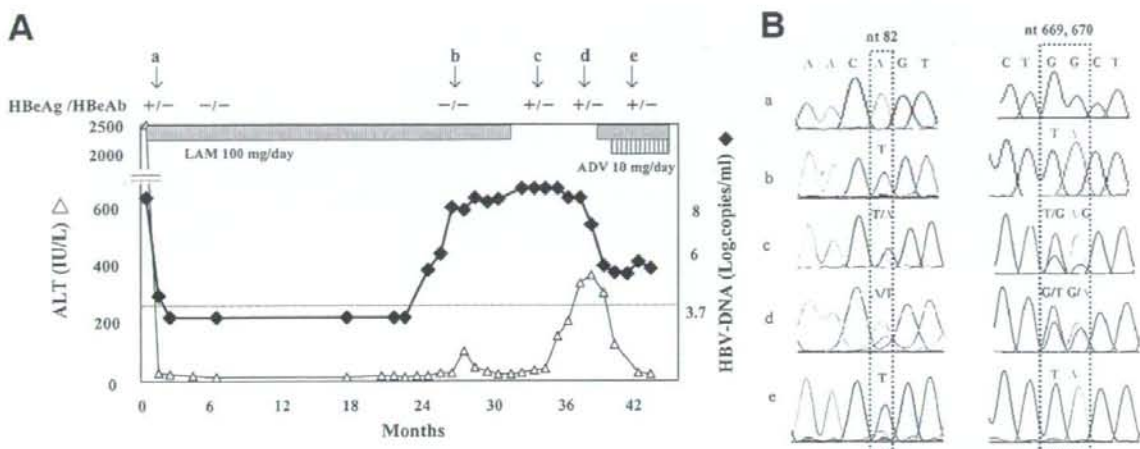 A
a b c d e
HBeAg /HBeAb +/− −/− −/− +/− +/− +/−
2500
2000
600
400
200
0
ALT (IU/L) △
LAM 100 mg/day
ADV 10 mg/day
8
6
3.7
HBV-DNA (Log.copies/ml) ◆
0 6 12 18 24 30 36 42
Months
B
nt 82 nt 669, 670
A A C A G T C T G G C T
a
T T A
b
T/A T/G A/G
c
A/T G/T G/A
d
T T A
e